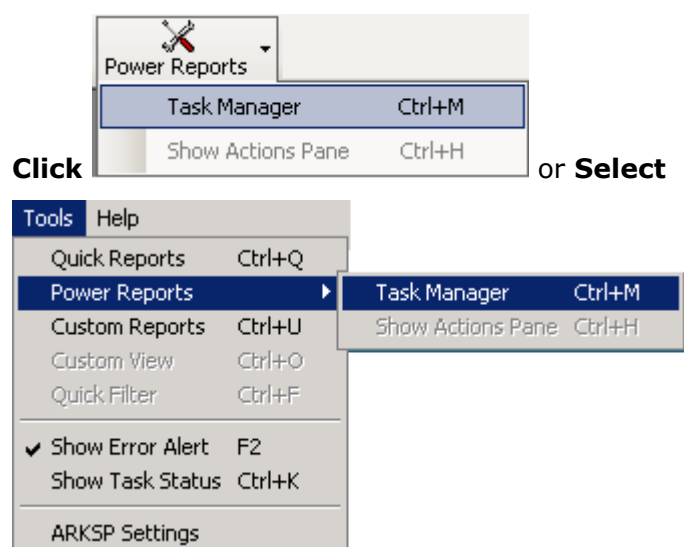 Power Reports
Task Manager Ctrl+M
Show Actions Pane Ctrl+H
Click or Select
Tools Help
Quick Reports Ctrl+Q
Power Reports
Task Manager Ctrl+M
Custom Reports Ctrl+U
Show Actions Pane Ctrl+H
Custom View Ctrl+O
Quick Filter Ctrl+F
Show Error Alert F2
Show Task Status Ctrl+K
ARKSP Settings